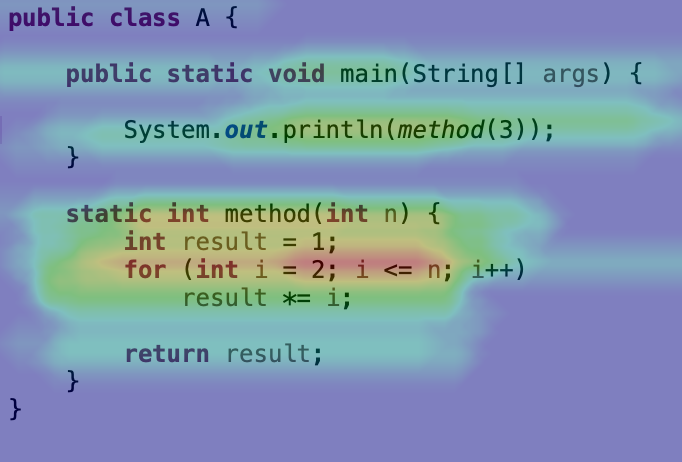 public class A {
public static void main(String[] args) {
System.out.println(method(3));
}
static int method(int n) {
int result = 1;
for (int i = 2; i <= n; i++)
result *= i;
return result;
}
}